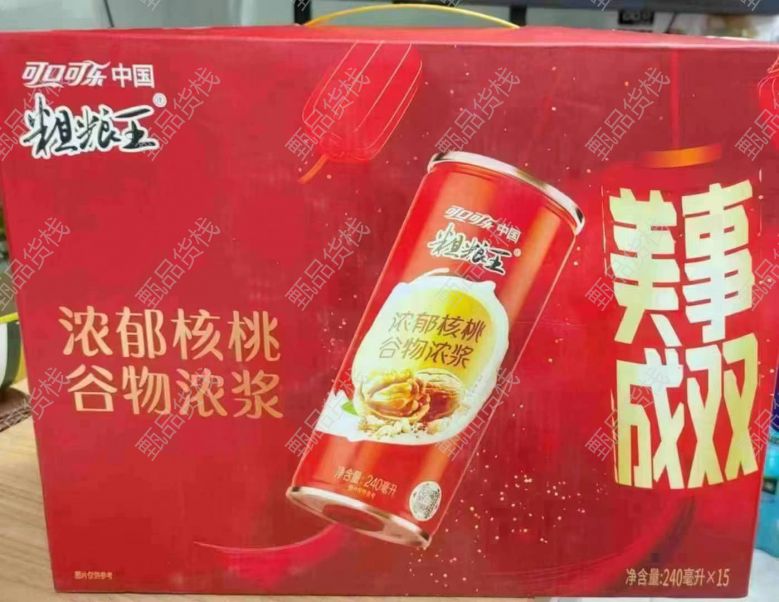 可口可乐中国
粗粮王
浓郁核桃
谷物浓浆
可口可乐中国
粗粮王
浓郁核桃
谷物浓浆
净含量:240毫升
美事
成双
图片仅供参考
净含量:240毫升×15
甄品货栈